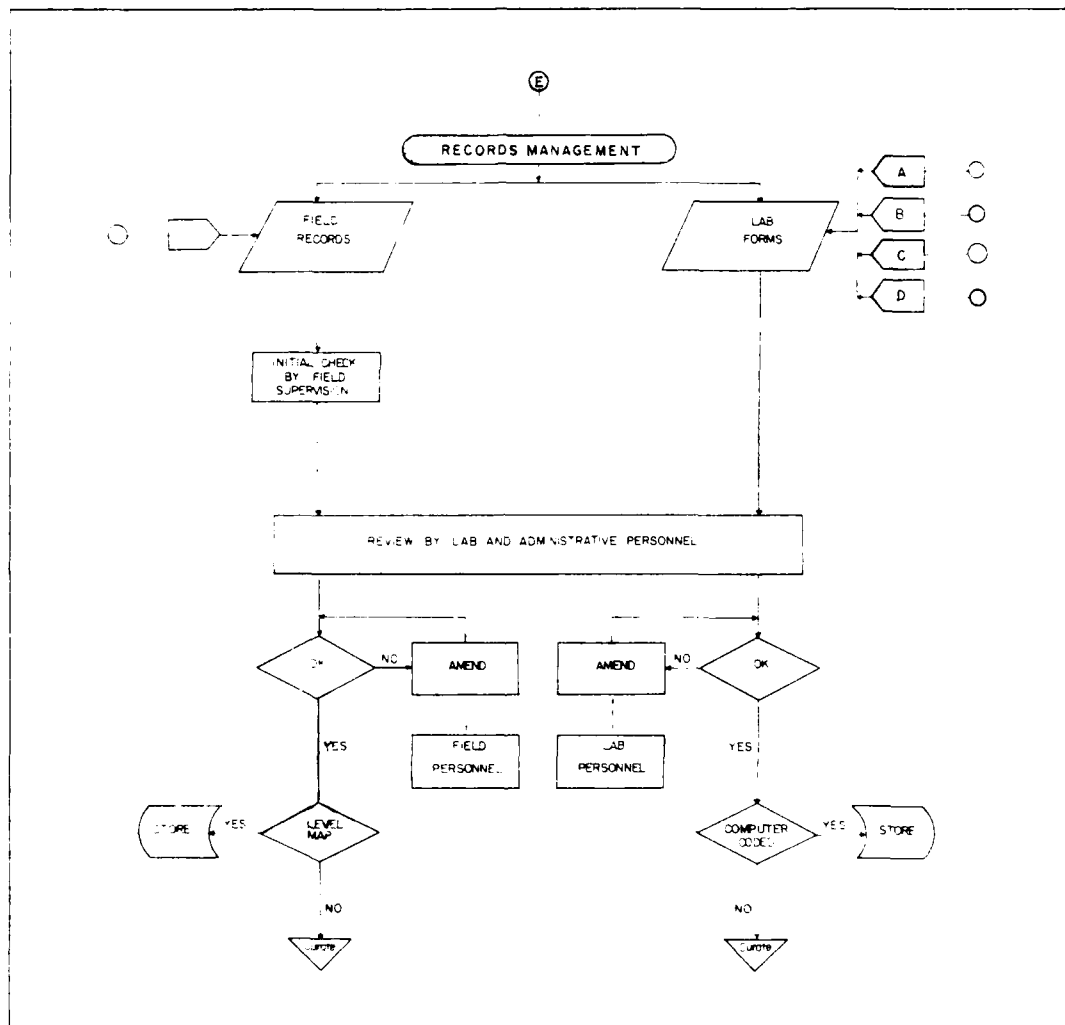 E
RECORDS MANAGEMENT
FIELD
RECORDS
LAB
FORMS
A
B
C
D
INITIAL CHECK
BY FIELD
SUPERVISION
REVIEW BY LAB AND ADMINISTRATIVE PERSONNEL
OK
NO
AMEND
AMEND
NO
OK
YES
FIELD
PERSONNEL
LAB
PERSONNEL
YES
STORE
YES
LEVEL
MAP
COMPUTER
CODED
YES
STORE
NO
NO
Curate
Curate